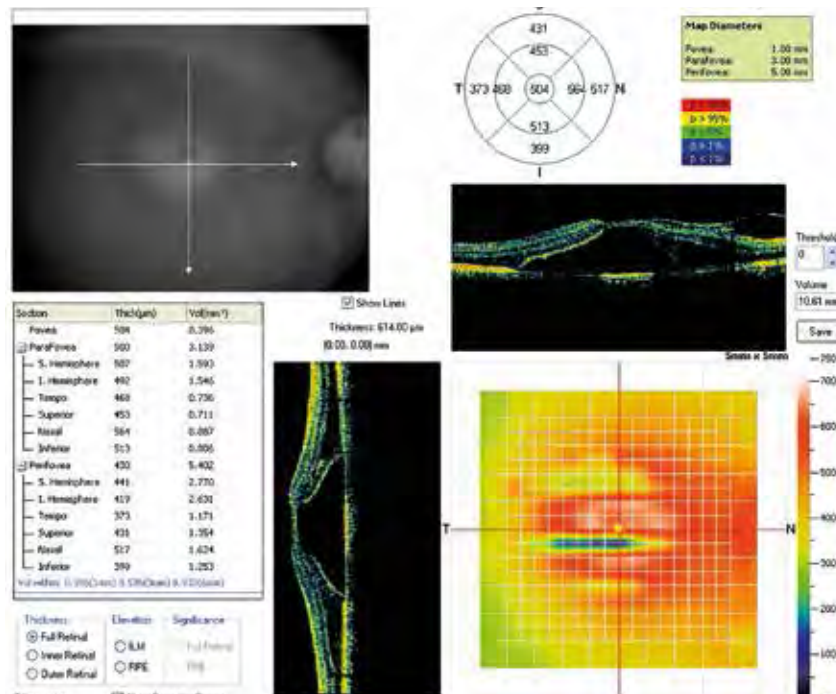 431
453
T 373 468 504 564 517 N
513
399
I
Map Diameters
Fovea: 1.00 mm
Parafovea: 3.00 mm
Perifovea: 5.00 mm
p > 95%
Threshold
0
Volume
10.61
Save
Show Lines
Thickness: 614.00 µm
(0.00, 0.00) mm
Section Thick(µm) Vol(mm³)
Fovea 504 0.396
ParaFovea 500 3.139
S. Hemisphere 507 1.593
I. Hemisphere 492 1.546
Tempo 468 0.736
Superior 453 0.711
Nasal 564 0.887
Inferior 513 0.806
Perifovea 430 5.402
S. Hemisphere 441 2.770
I. Hemisphere 419 2.631
Tempo 373 1.171
Superior 431 1.354
Nasal 517 1.624
Inferior 399 1.253
Thickness
Full Retinal
Inner Retinal
Outer Retinal
Elevation
ILM
RPE
Significance
Full Retinal
5mm x 5mm
750
700
600
500
400
300
200
100
T N